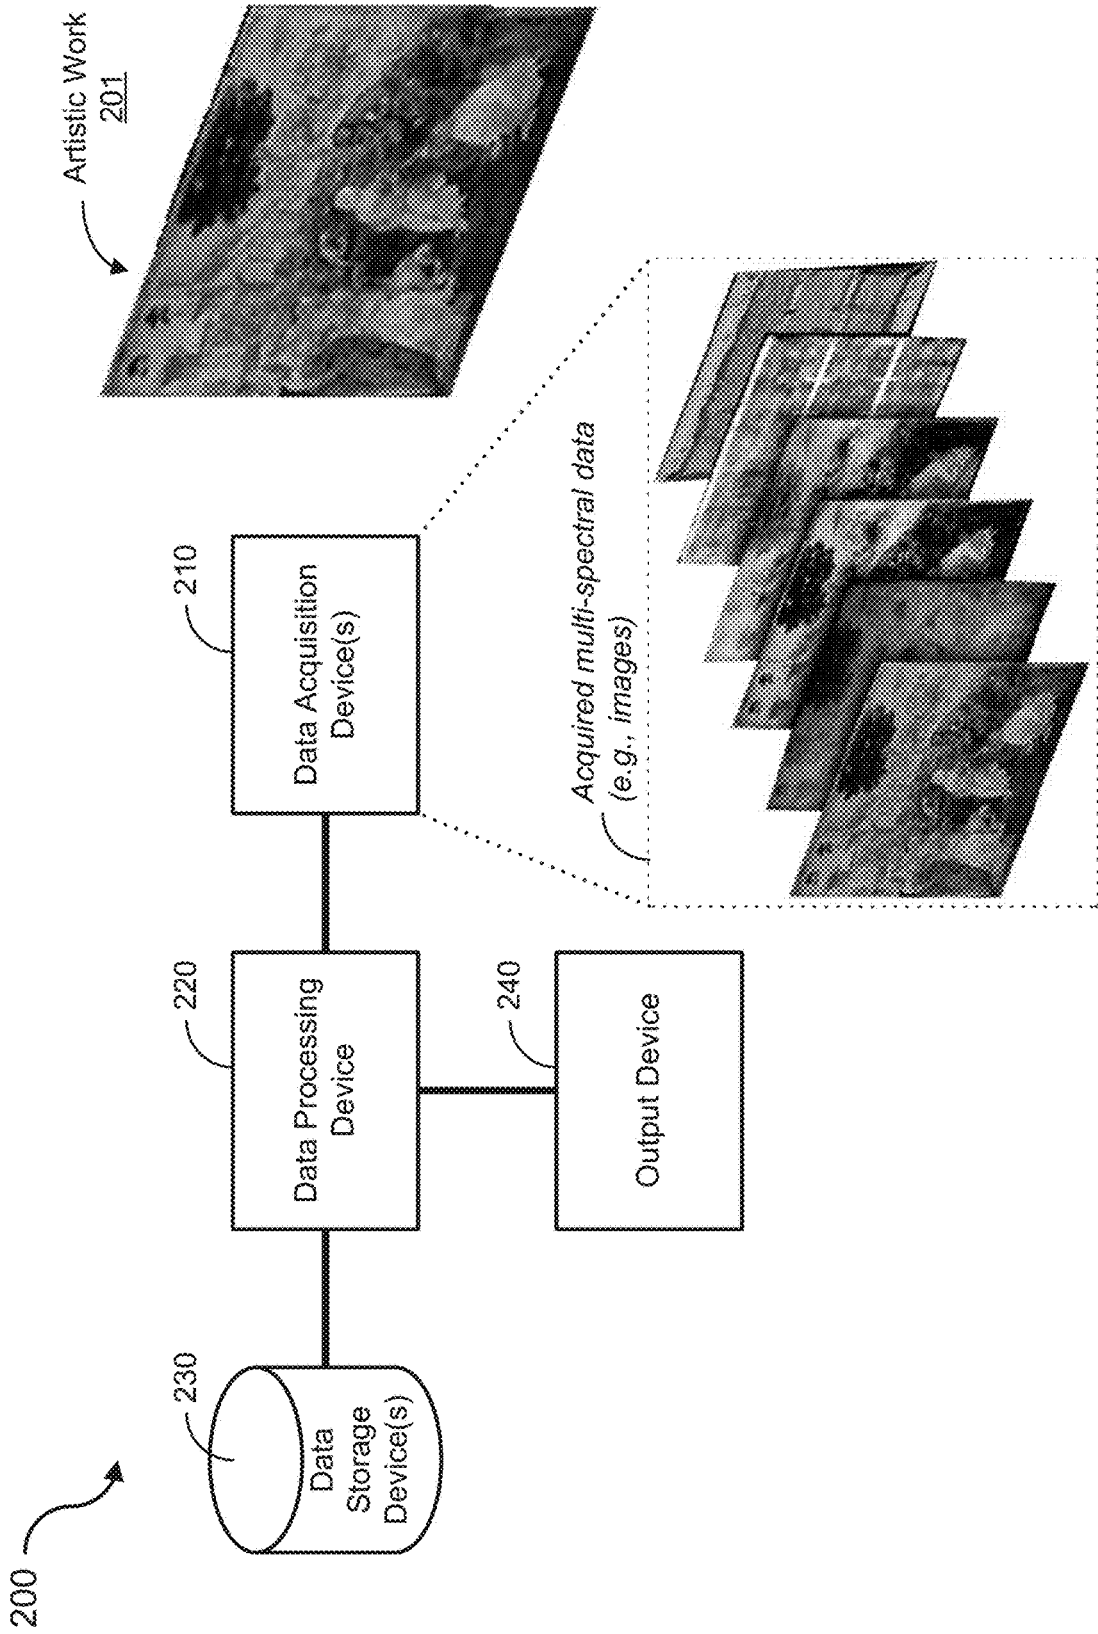 200
230
Data
Storage
Device(s)
220
Data Processing
Device
210
Data Acquisition
Device(s)
Artistic Work
201
240
Output Device
Acquired multi-spectral data
(e.g., images)